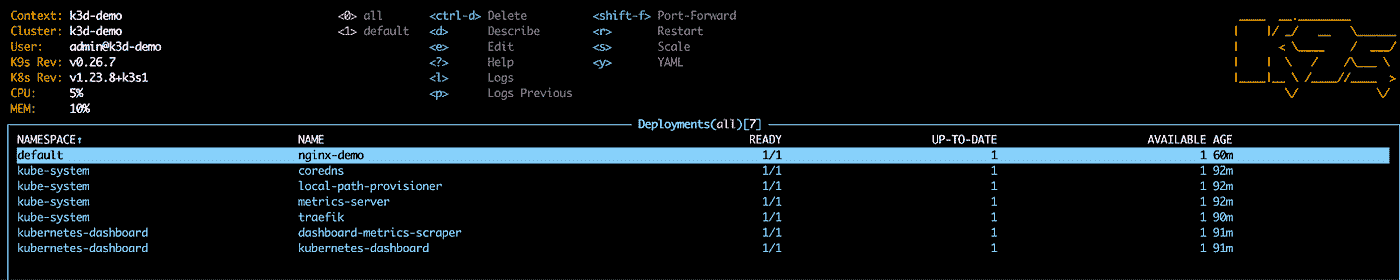 Context: k3d-demo <0> all <ctrl-d> Delete <shift-f> Port-Forward
Cluster: k3d-demo <1> default <d> Describe <r> Restart
User: admin@k3d-demo <e> Edit <s> Scale
K9s Rev: v0.26.7 <?> Help <y> YAML
K8s Rev: v1.23.8+k3s1 <l> Logs
CPU: 5% <p> Logs Previous
MEM: 10%
K9s
Deployments(all)[7]
NAMESPACE↑ NAME READY UP-TO-DATE AVAILABLE AGE
default nginx-demo 1/1 1 1 60m
kube-system coredns 1/1 1 1 92m
kube-system local-path-provisioner 1/1 1 1 92m
kube-system metrics-server 1/1 1 1 92m
kube-system traefik 1/1 1 1 90m
kubernetes-dashboard dashboard-metrics-scraper 1/1 1 1 91m
kubernetes-dashboard kubernetes-dashboard 1/1 1 1 91m